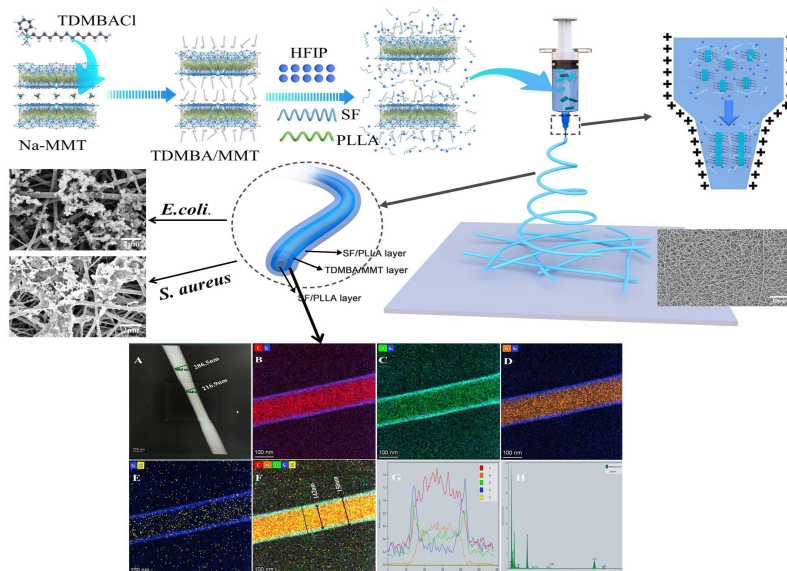 TDMBACl
Na-MMT
TDMBA/MMT
HFIP
SF
PLLA
E.coli.
S. aureus
SF/PLLA layer
TDMBA/MMT layer
SF/PLLA layer
A
286.5nm
216.9nm
B
100 nm
C
100 nm
D
100 nm
E
100 nm
F
100 nm
G
H